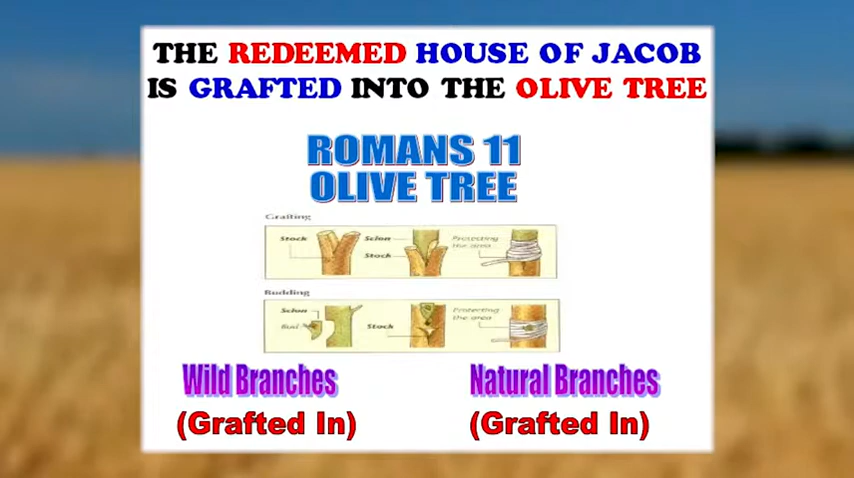 THE REDEEMED HOUSE OF JACOB
IS GRAFTED INTO THE OLIVE TREE
ROMANS 11
OLIVE TREE
Grafting
Stock
Scion
Stock
Protecting
the area
Budding
Scion
Bud
Stock
Protecting
the area
Wild Branches
Natural Branches
(Grafted In)
(Grafted In)